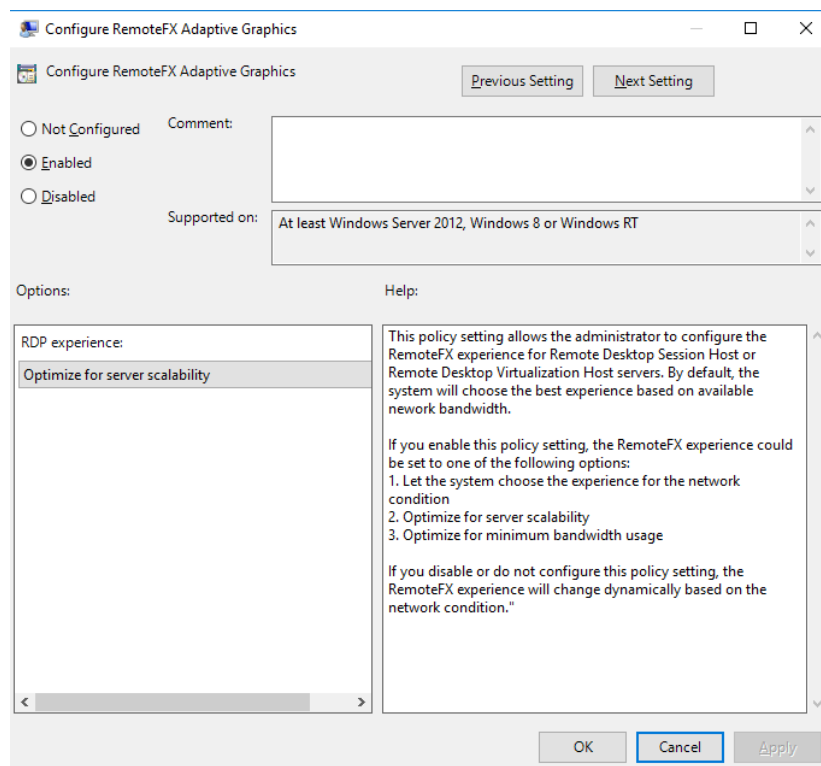 Configure RemoteFX Adaptive Graphics
Configure RemoteFX Adaptive Graphics
Previous Setting
Next Setting
Not Configured
Comment:
Enabled
Disabled
Supported on:
At least Windows Server 2012, Windows 8 or Windows RT
Options:
Help:
RDP experience:
Optimize for server scalability
This policy setting allows the administrator to configure the
RemoteFX experience for Remote Desktop Session Host or
Remote Desktop Virtualization Host servers. By default, the
system will choose the best experience based on available
nework bandwidth.
If you enable this policy setting, the RemoteFX experience could
be set to one of the following options:
1. Let the system choose the experience for the network
condition
2. Optimize for server scalability
3. Optimize for minimum bandwidth usage
If you disable or do not configure this policy setting, the
RemoteFX experience will change dynamically based on the
network condition."
OK
Cancel
Apply